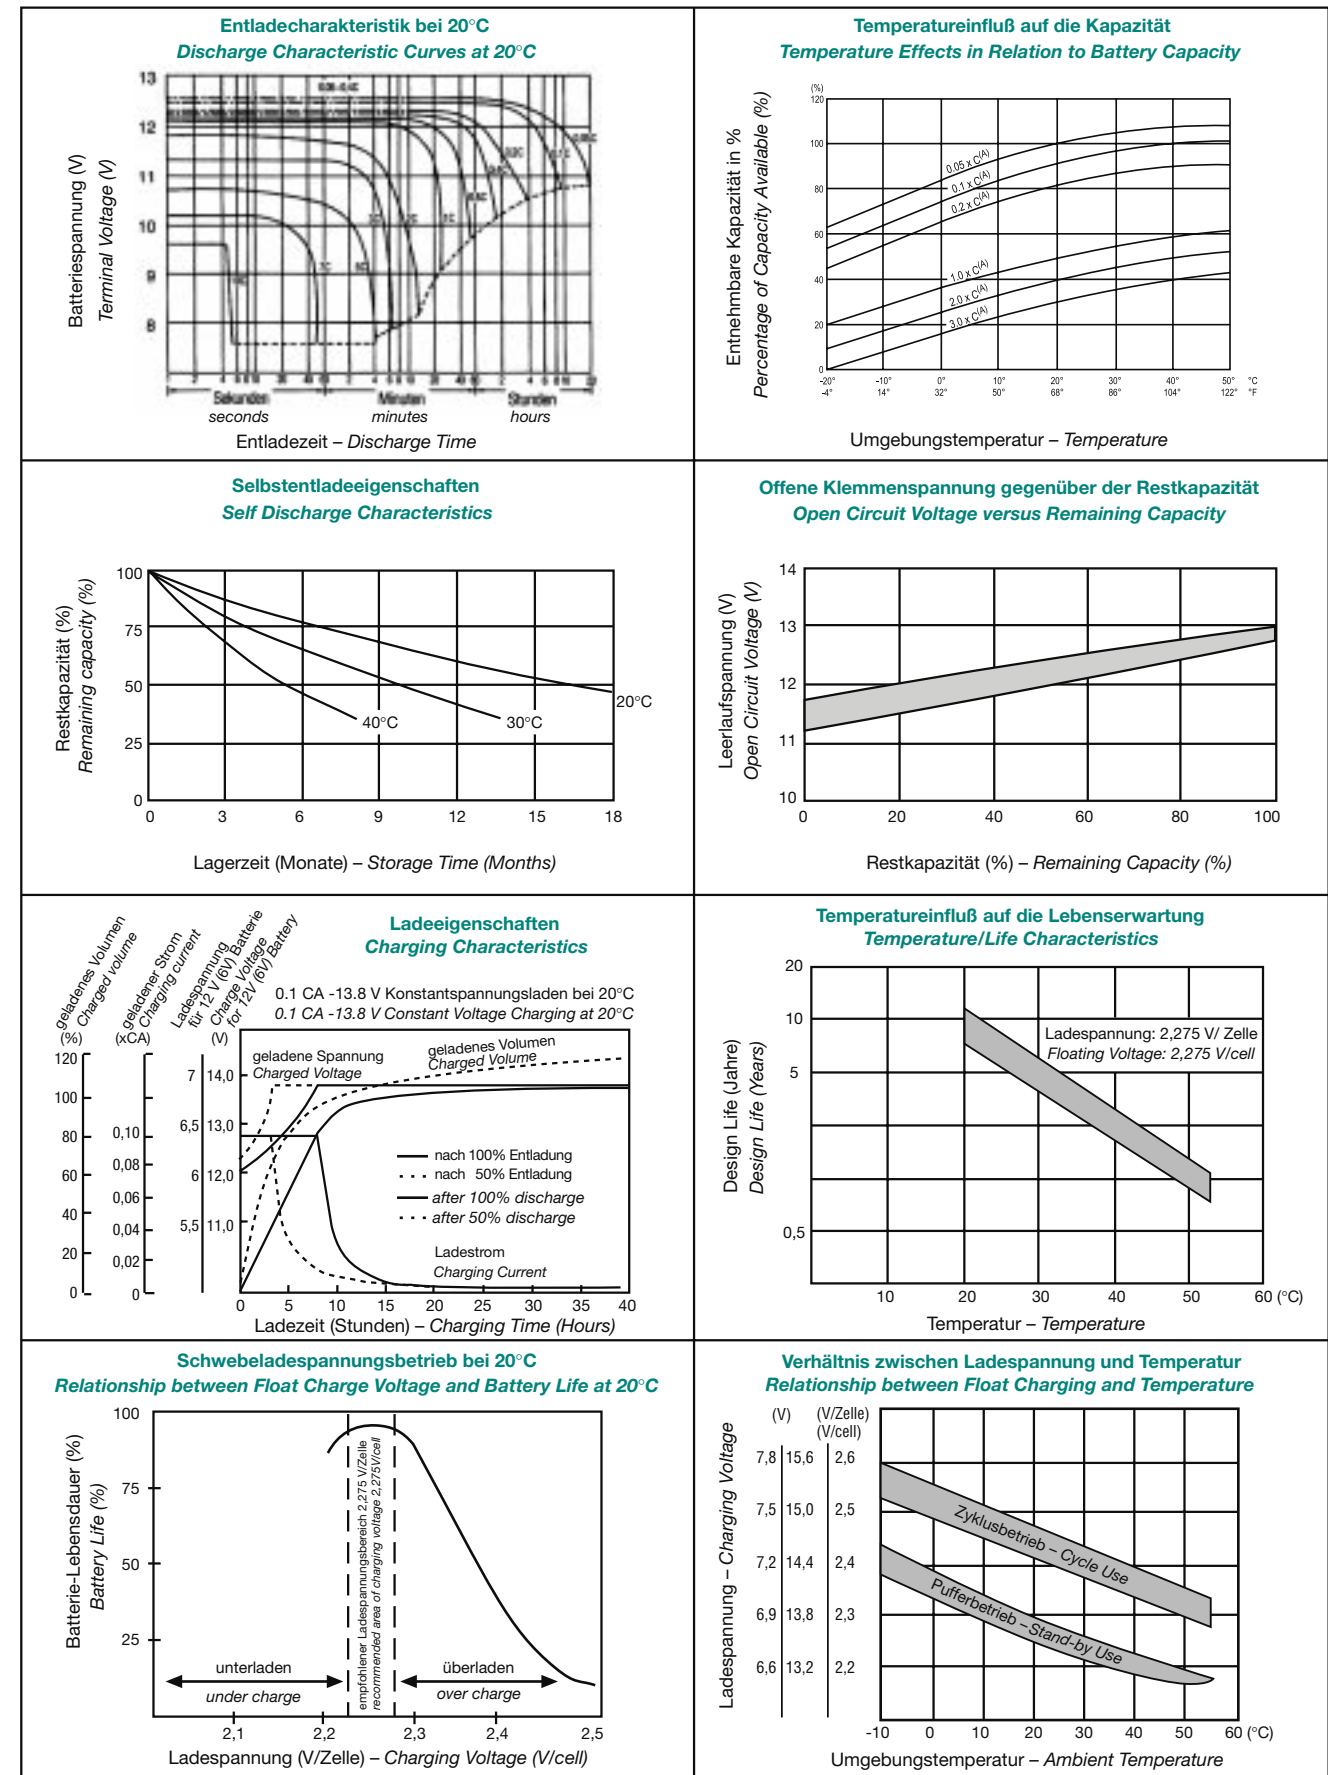 Entladecharakteristik bei 20°C
Discharge Characteristic Curves at 20°C
Batteriespannung (V)
Terminal Voltage (V)
13
12
11
10
9
8
Sekunden
Minuten
Stunden
seconds
minutes
hours
Entladezeit – Discharge Time
Temperatureinfluß auf die Kapazität
Temperature Effects in Relation to Battery Capacity
Entnehmbare Kapazität in %
Percentage of Capacity Available (%)
(%)
120
100
80
60
40
20
0
0.05 x C(A)
0.1 x C(A)
0.2 x C(A)
1.0 x C(A)
2.0 x C(A)
3.0 x C(A)
-20° -10° 0° 10° 20° 30° 40° 50° °C
-4° 14° 32° 50° 68° 86° 104° 122° °F
Umgebungstemperatur – Temperature
Selbstentladeeigenschaften
Self Discharge Characteristics
Restkapazität (%)
Remaining capacity (%)
100
75
50
25
0
20°C
40°C
30°C
0 3 6 9 12 15 18
Lagerzeit (Monate) – Storage Time (Months)
Offene Klemmenspannung gegenüber der Restkapazität
Open Circuit Voltage versus Remaining Capacity
Leerlaufspannung (V)
Open Circuit Voltage (V)
14
13
12
11
10
0 20 40 60 80 100
Restkapazität (%) – Remaining Capacity (%)
Ladeeigenschaften
Charging Characteristics
0.1 CA -13.8 V Konstantspannungsladen bei 20°C
0.1 CA -13.8 V Constant Voltage Charging at 20°C
geladenes Volumen
Charged volume
geladener Strom
Charging current
Ladespannung
für 12 V (6V) Batterie
Charge Voltage
for 12V (6V) Battery
(%)
(xCA)
(V)
120
100
80
60
40
20
0
0,10
0,08
0,06
0,04
0,02
0
7 14,0
6,5 13,0
6 12,0
5,5 11,0
geladene Spannung
Charged Voltage
geladenes Volumen
Charged Volume
nach 100% Entladung
nach 50% Entladung
after 100% discharge
after 50% discharge
Ladestrom
Charging Current
0 5 10 15 20 25 30 35 40
Ladezeit (Stunden) – Charging Time (Hours)
Temperatureinfluß auf die Lebenserwartung
Temperature/Life Characteristics
Design Life (Jahre)
Design Life (Years)
20
10
5
0,5
Ladespannung: 2,275 V/ Zelle
Floating Voltage: 2,275 V/cell
10 20 30 40 50 60 (°C)
Temperatur – Temperature
Schwebeladespannungsbetrieb bei 20°C
Relationship between Float Charge Voltage and Battery Life at 20°C
Batterie-Lebensdauer (%)
Battery Life (%)
100
75
50
25
empfohlener Ladespannungsbereich 2,275 V/Zelle
recommended area of charging voltage 2,275V/cell
unterladen
under charge
überladen
over charge
2,1 2,2 2,3 2,4 2,5
Ladespannung (V/Zelle) – Charging Voltage (V/cell)
Verhältnis zwischen Ladespannung und Temperatur
Relationship between Float Charging and Temperature
Ladespannung – Charging Voltage
(V) (V/Zelle)
(V/cell)
7,8 15,6 2,6
7,5 15,0 2,5
7,2 14,4 2,4
6,9 13,8 2,3
6,6 13,2 2,2
Zyklusbetrieb – Cycle Use
Pufferbetrieb – Stand-by Use
-10 0 10 20 30 40 50 60 (°C)
Umgebungstemperatur – Ambient Temperature